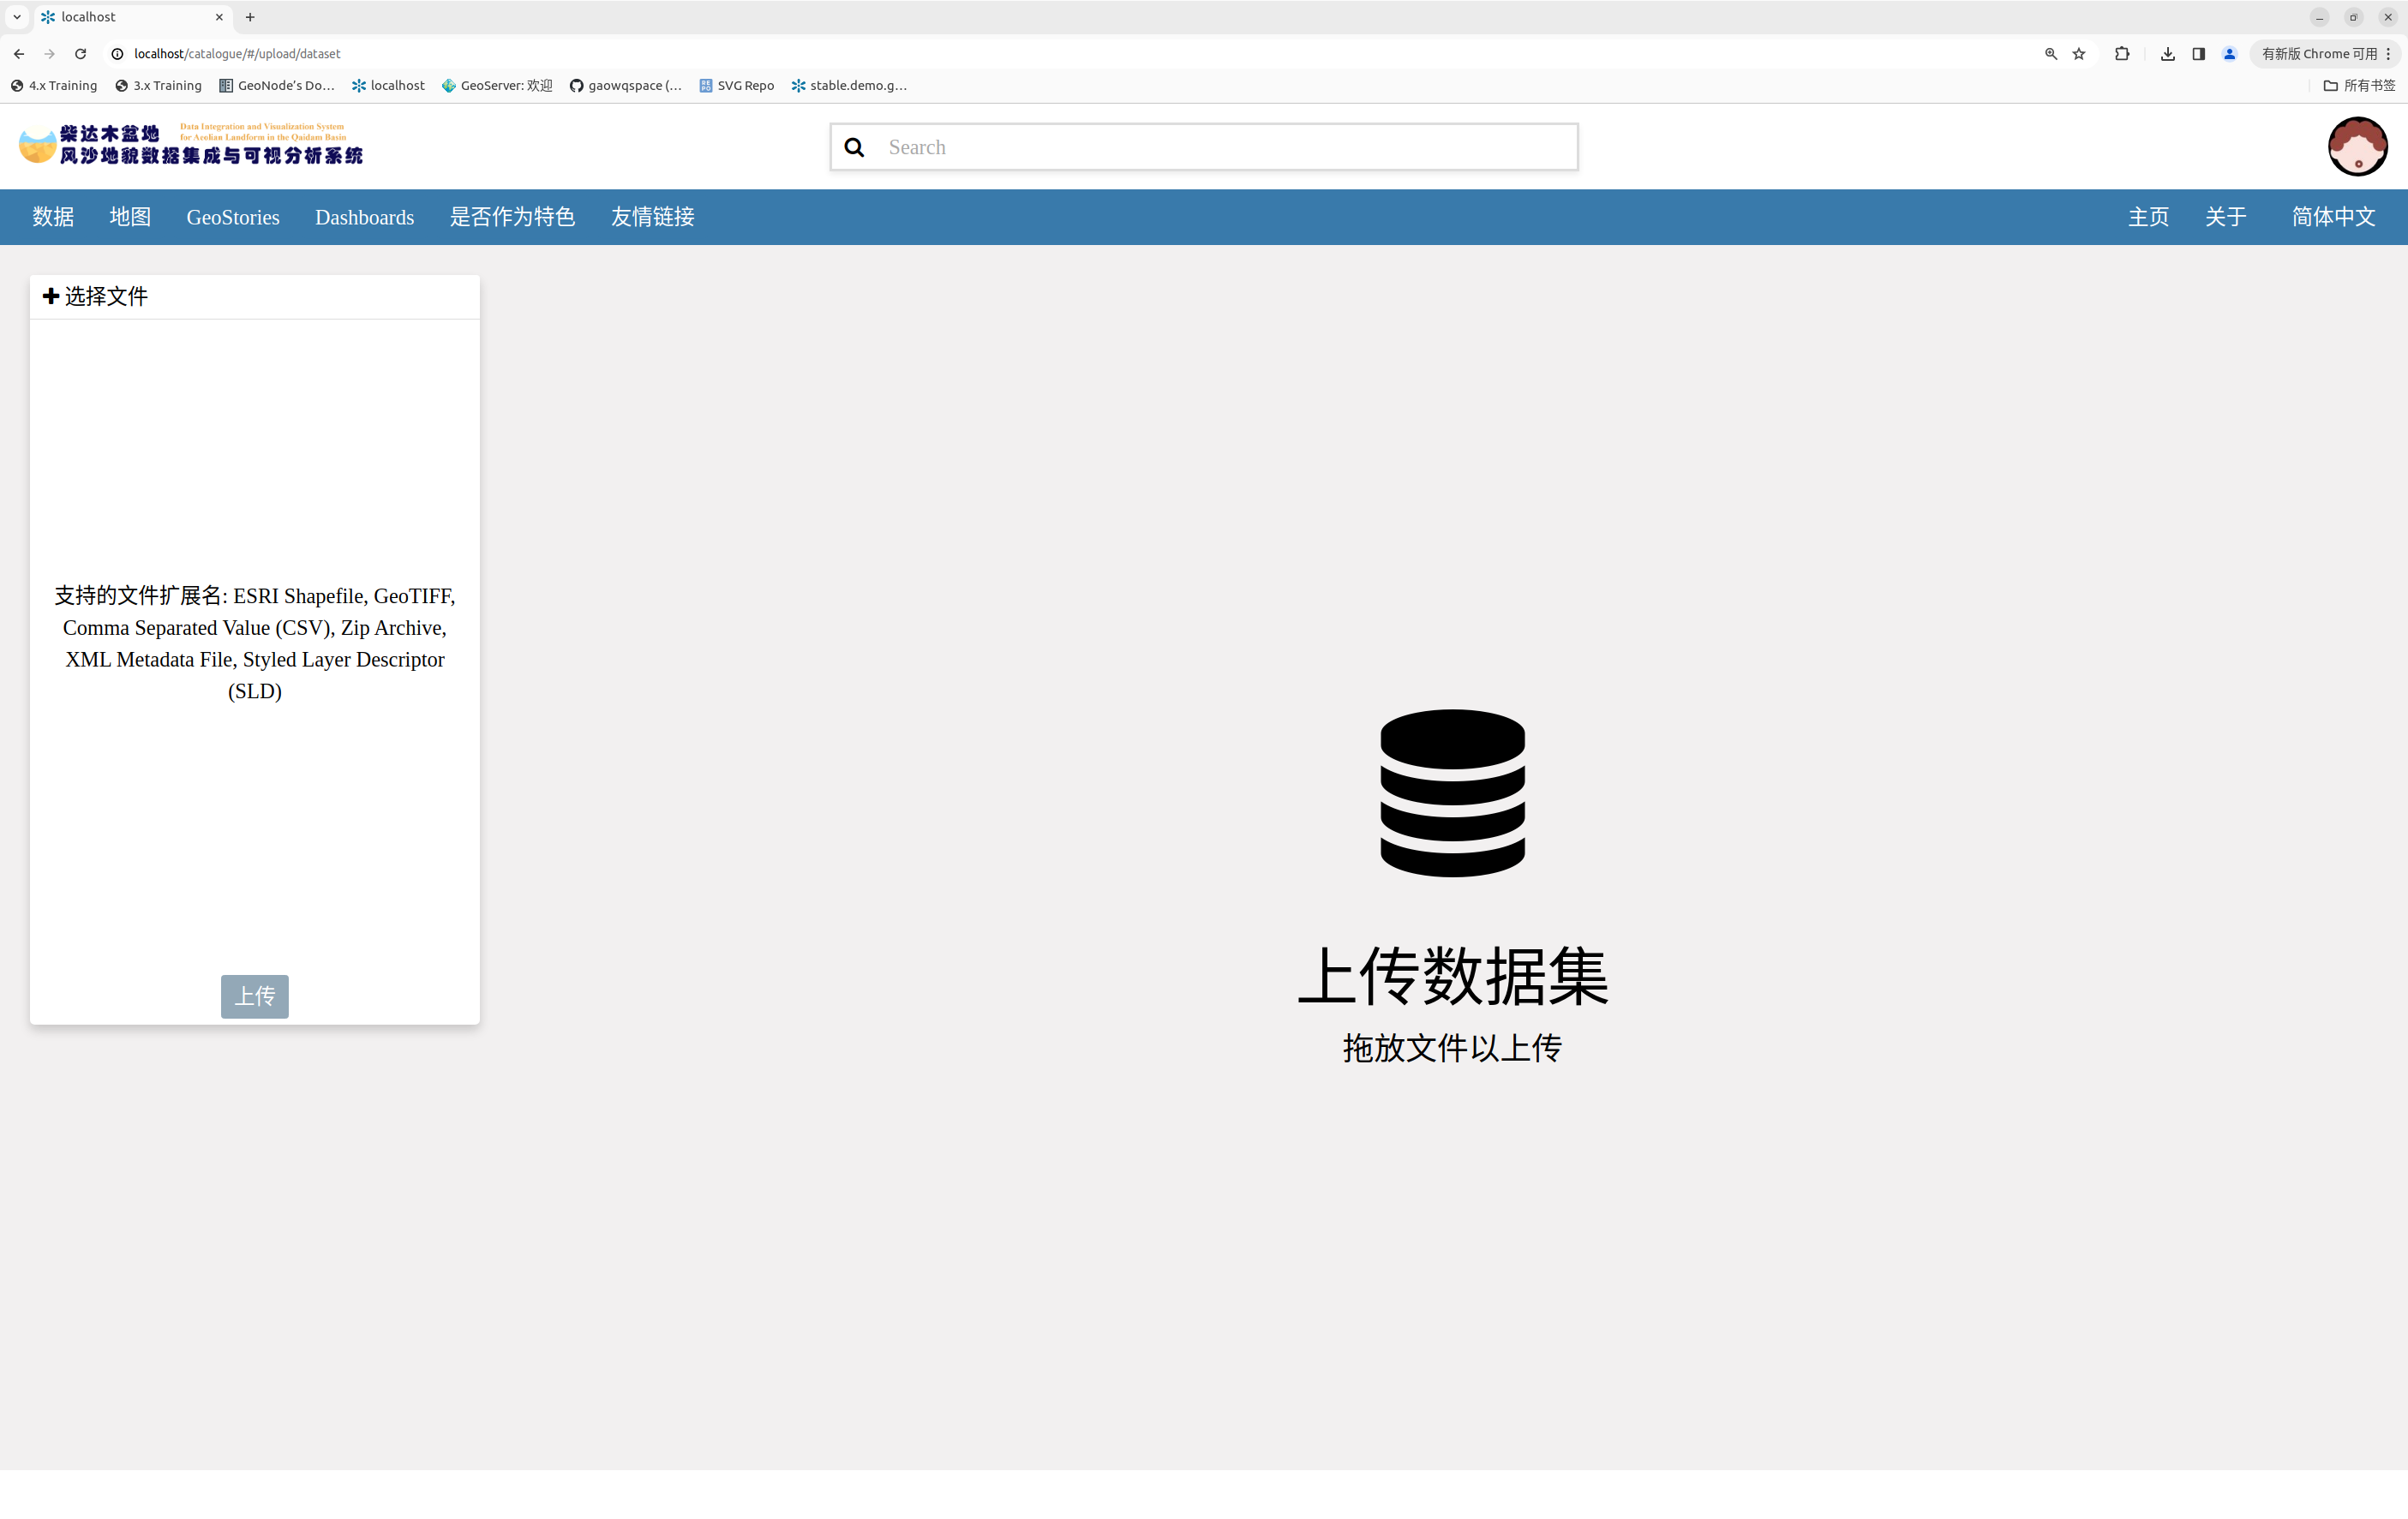 localhost
localhost/catalogue/#/upload/dataset
有新版 Chrome 可用
4.x Training
3.x Training
GeoNode’s Do…
localhost
GeoServer: 欢迎
gaowqspace (…
SVG Repo
stable.demo.g…
所有书签
柴达木盆地
Data Integration and Visualization System
for Aeolian Landform in the Qaidam Basin
风沙地貌数据集成与可视分析系统
Search
数据
地图
GeoStories
Dashboards
是否作为特色
友情链接
主页
关于
简体中文
选择文件
支持的文件扩展名: ESRI Shapefile, GeoTIFF,
Comma Separated Value (CSV), Zip Archive,
XML Metadata File, Styled Layer Descriptor
(SLD)
上传
上传数据集
拖放文件以上传